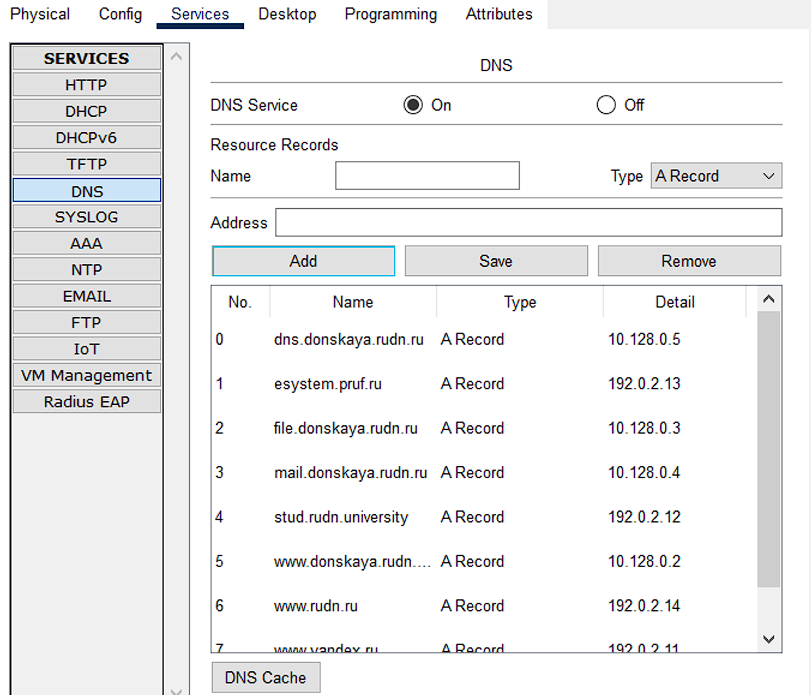 Physical Config Services Desktop Programming Attributes
SERVICES
HTTP
DHCP
DHCPv6
TFTP
DNS
SYSLOG
AAA
NTP
EMAIL
FTP
IoT
VM Management
Radius EAP
DNS
DNS Service On Off
Resource Records
Name Type A Record
Address
Add Save Remove
No. Name Type Detail
0 dns.donskaya.rudn.ru A Record 10.128.0.5
1 esystem.pruf.ru A Record 192.0.2.13
2 file.donskaya.rudn.ru A Record 10.128.0.3
3 mail.donskaya.rudn.ru A Record 10.128.0.4
4 stud.rudn.university A Record 192.0.2.12
5 www.donskaya.rudn.... A Record 10.128.0.2
6 www.rudn.ru A Record 192.0.2.14
7 www.yandex.ru A Record 192.0.2.11
DNS Cache